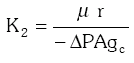 K₂ = μ r / −ΔPAg꜀